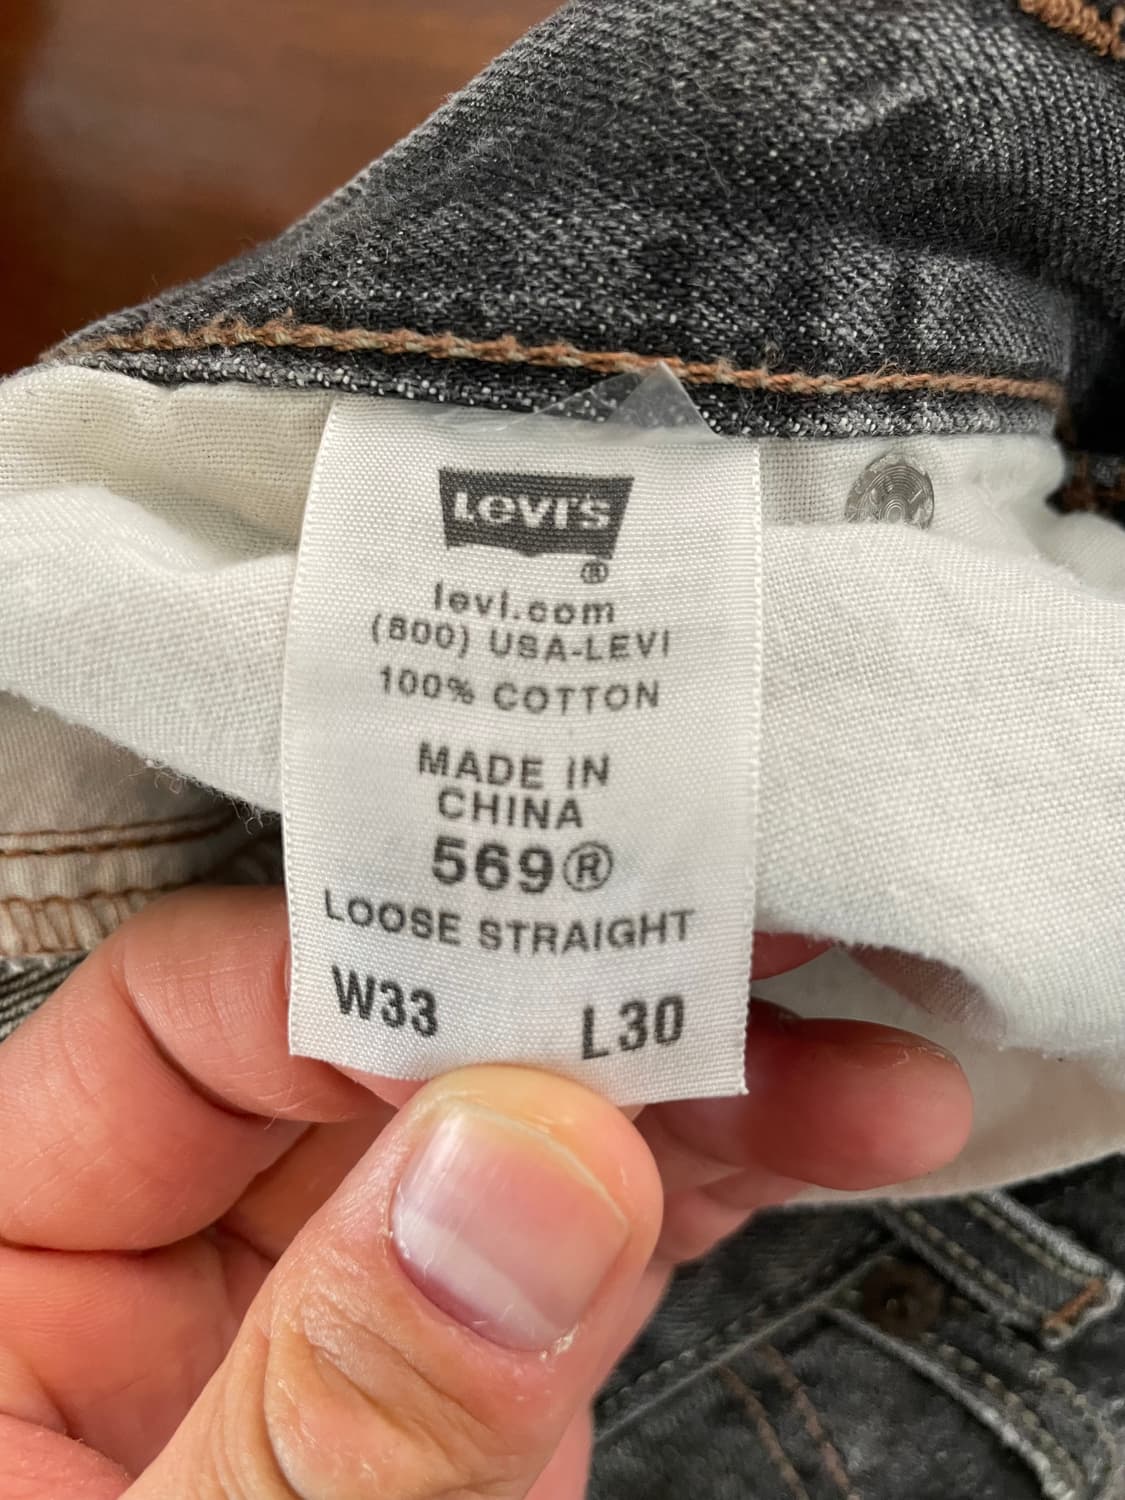 LEVI'S
®
levi.com
(800) USA-LEVI
100% COTTON
MADE IN
CHINA
569®
LOOSE STRAIGHT
W33 L30